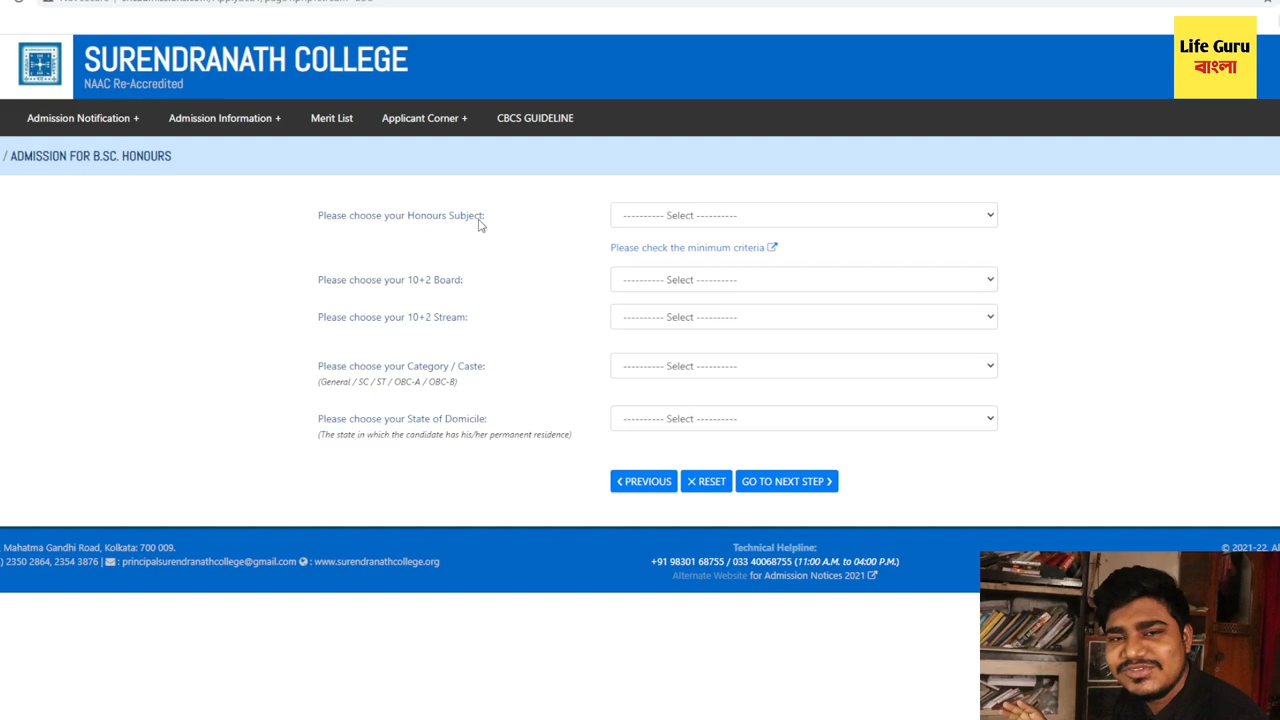 SURENDRANATH COLLEGE
NAAC Re-Accredited
Life Guru
বাংলা
Admission Notification +
Admission Information +
Merit List
Applicant Corner +
CBCS GUIDELINE
/ ADMISSION FOR B.SC. HONOURS
Please choose your Honours Subject:
---------- Select ----------
Please check the minimum criteria
Please choose your 10+2 Board:
---------- Select ----------
Please choose your 10+2 Stream:
---------- Select ----------
Please choose your Category / Caste:
(General / SC / ST / OBC-A / OBC-B)
---------- Select ----------
Please choose your State of Domicile:
(The state in which the candidate has his/her permanent residence)
---------- Select ----------
❮ PREVIOUS
✕ RESET
GO TO NEXT STEP ❯
, Mahatma Gandhi Road, Kolkata: 700 009.
) 2350 2864, 2354 3876 | : principalsurendranathcollege@gmail.com : www.surendranathcollege.org
Technical Helpline:
+91 98301 68755 / 033 40068755 (11:00 A.M. to 04:00 P.M.)
Alternate Website for Admission Notices 2021
© 2021-22. Al